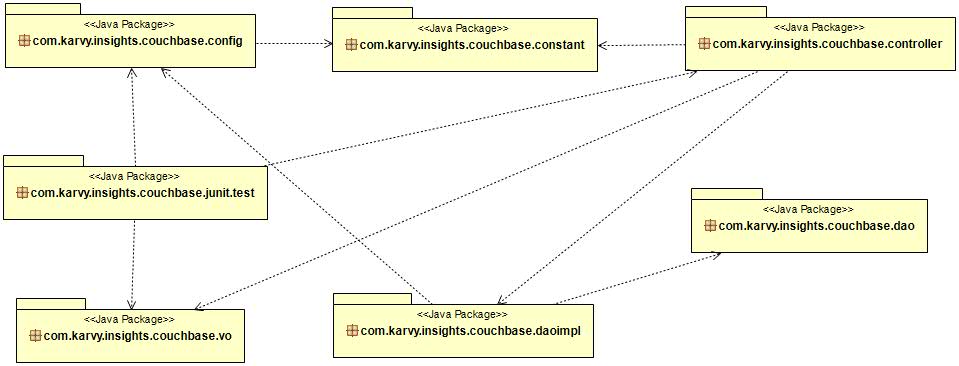 <<Java Package>>
com.karvy.insights.couchbase.config
<<Java Package>>
com.karvy.insights.couchbase.constant
<<Java Package>>
com.karvy.insights.couchbase.controller
<<Java Package>>
com.karvy.insights.couchbase.junit.test
<<Java Package>>
com.karvy.insights.couchbase.dao
<<Java Package>>
com.karvy.insights.couchbase.vo
<<Java Package>>
com.karvy.insights.couchbase.daoimpl